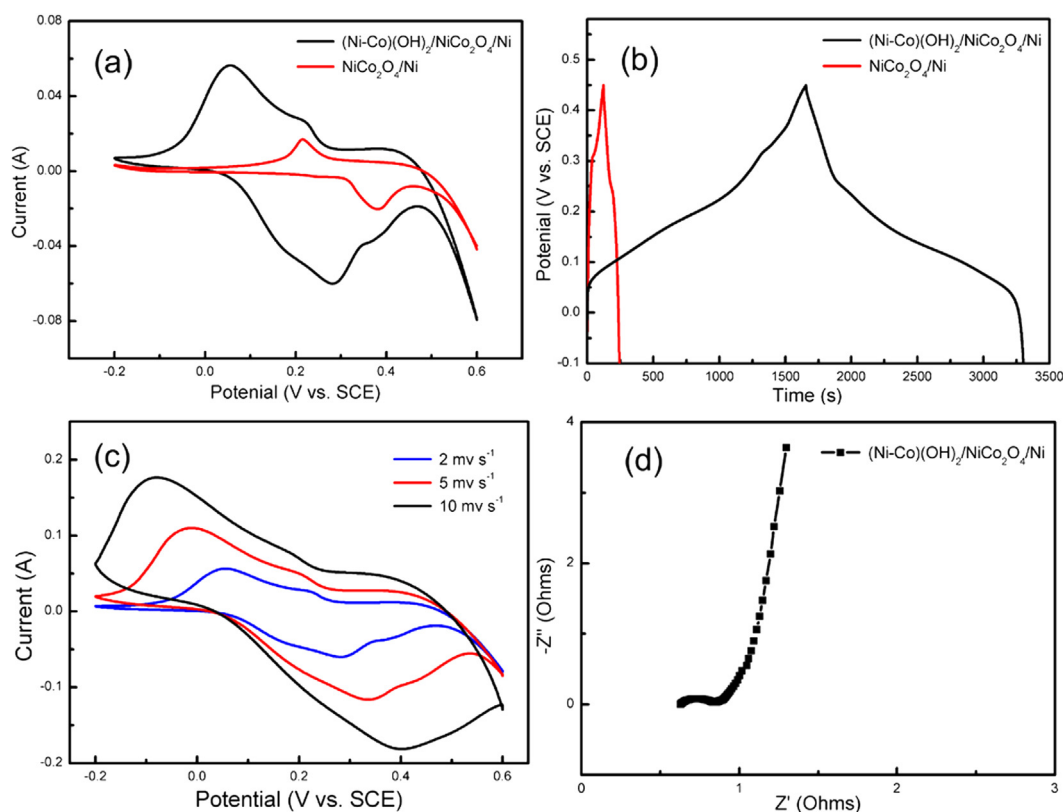 (a)
(Ni-Co)(OH)₂/NiCo₂O₄/Ni
NiCo₂O₄/Ni
0.08
0.04
0.00
-0.04
-0.08
Current (A)
-0.2 0.0 0.2 0.4 0.6
Potenial (V vs. SCE)
(b)
(Ni-Co)(OH)₂/NiCo₂O₄/Ni
NiCo₂O₄/Ni
0.5
0.4
0.3
0.2
0.1
0.0
-0.1
Potenial (V vs. SCE)
0 500 1000 1500 2000 2500 3000 3500
Time (s)
(c)
2 mv s⁻¹
5 mv s⁻¹
10 mv s⁻¹
0.2
0.1
0.0
-0.1
-0.2
Current (A)
-0.2 0.0 0.2 0.4 0.6
Potenial (V vs. SCE)
(d)
(Ni-Co)(OH)₂/NiCo₂O₄/Ni
4
2
0
-Z'' (Ohms)
1 2 3
Z' (Ohms)